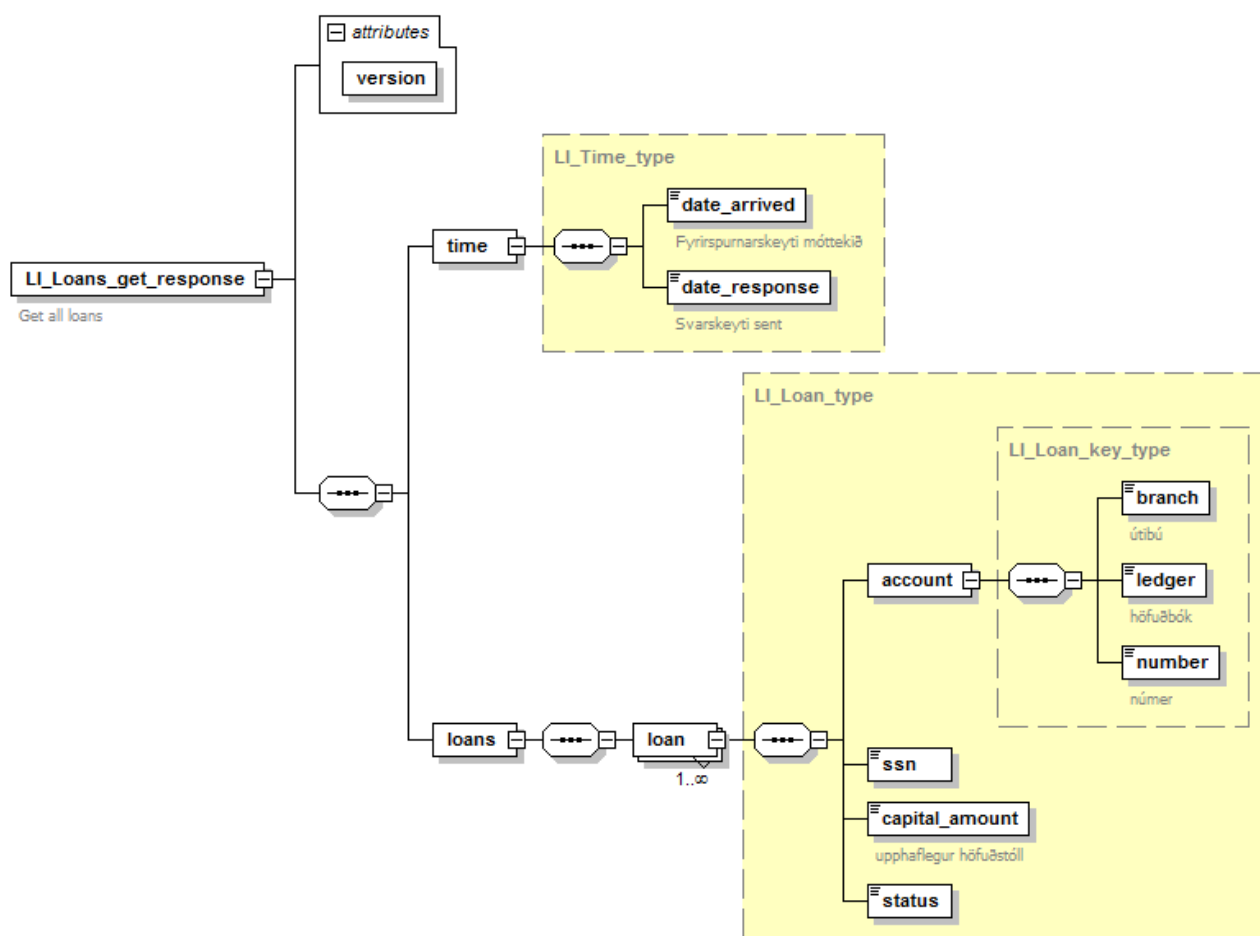 attributes
version
LI_Time_type
date_arrived
Fyrirspurnarskeyti móttekið
time
date_response
Svarskeyti sent
LI_Loans_get_response
Get all loans
LI_Loan_type
LI_Loan_key_type
branch
útibú
account
ledger
höfuðbók
number
númer
loans
loan
1..∞
ssn
capital_amount
upphaflegur höfuðstóll
status